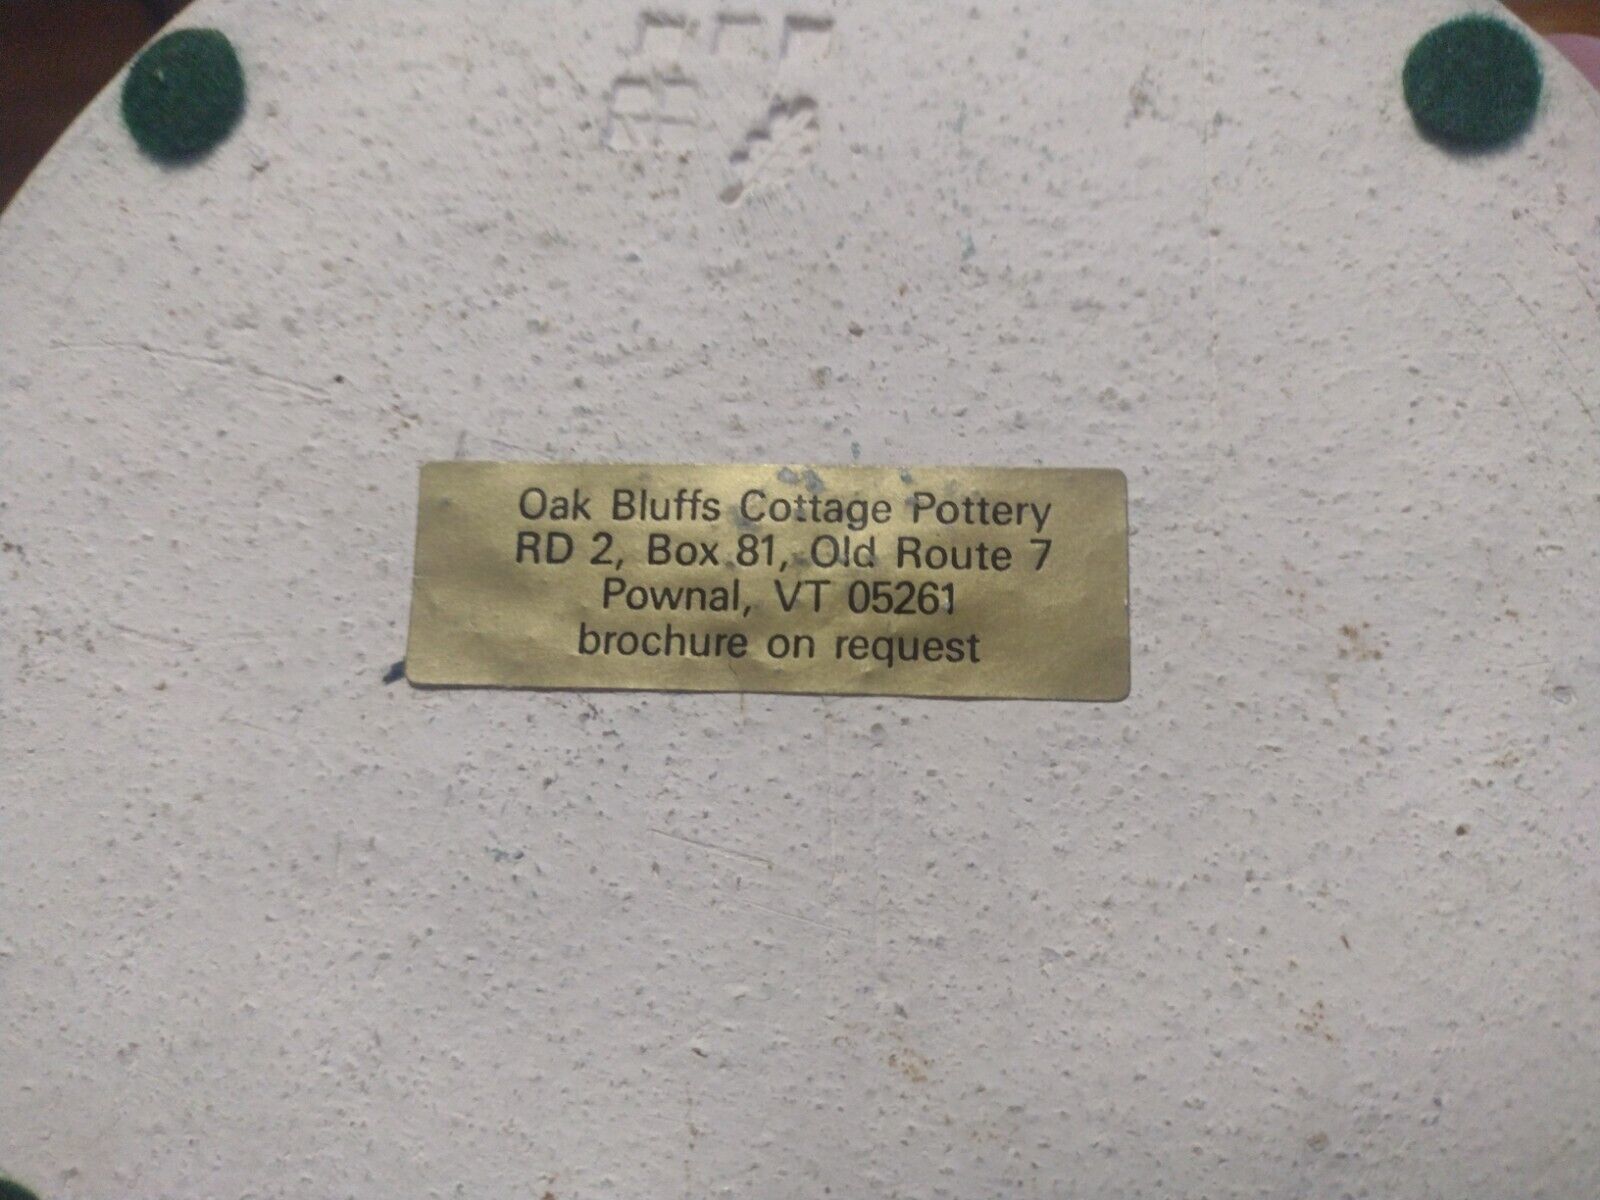 Oak Bluffs Cottage Pottery
RD 2, Box 81, Old Route 7
Pownal, VT 05261
brochure on request